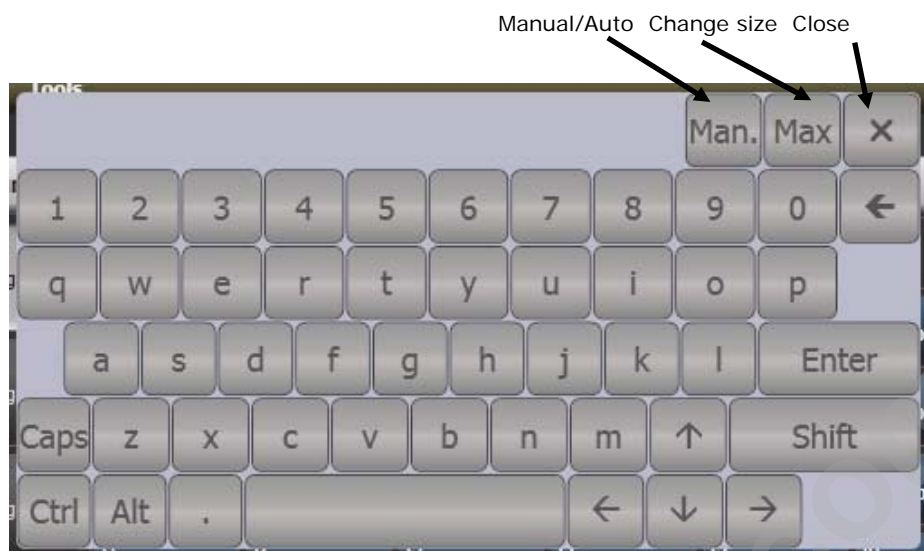 Manual/Auto Change size Close
Tools
Man. Max ×
1 2 3 4 5 6 7 8 9 0 ←
q w e r t y u i o p
a s d f g h j k l Enter
Caps z x c v b n m ↑ Shift
Ctrl Alt . ← ↓ →